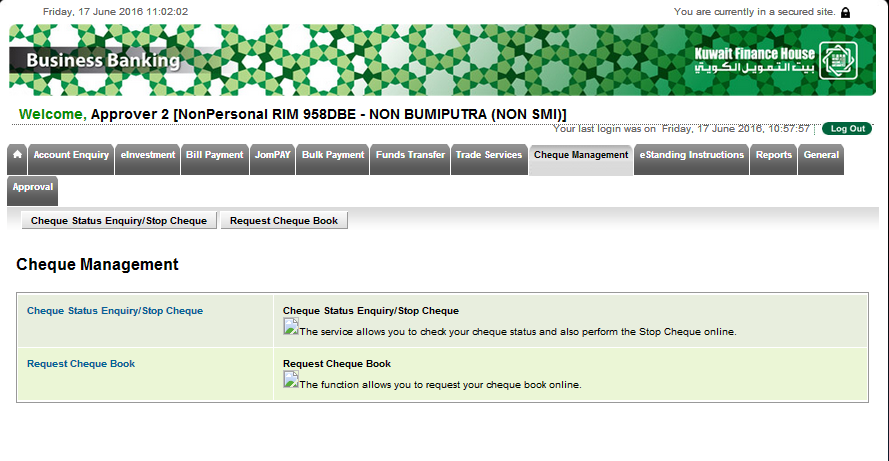 Friday, 17 June 2016 11:02:02
You are currently in a secured site.
Business Banking
Kuwait Finance House
بيت التمويل الكويتي
Welcome, Approver 2 [NonPersonal RIM 958DBE - NON BUMIPUTRA (NON SMI)]
Your last login was on Friday, 17 June 2016, 10:57:57
Log Out
Account Enquiry
eInvestment
Bill Payment
JomPAY
Bulk Payment
Funds Transfer
Trade Services
Cheque Management
eStanding Instructions
Reports
General
Approval
Cheque Status Enquiry/Stop Cheque
Request Cheque Book
Cheque Management
Cheque Status Enquiry/Stop Cheque
Cheque Status Enquiry/Stop Cheque
The service allows you to check your cheque status and also perform the Stop Cheque online.
Request Cheque Book
Request Cheque Book
The function allows you to request your cheque book online.